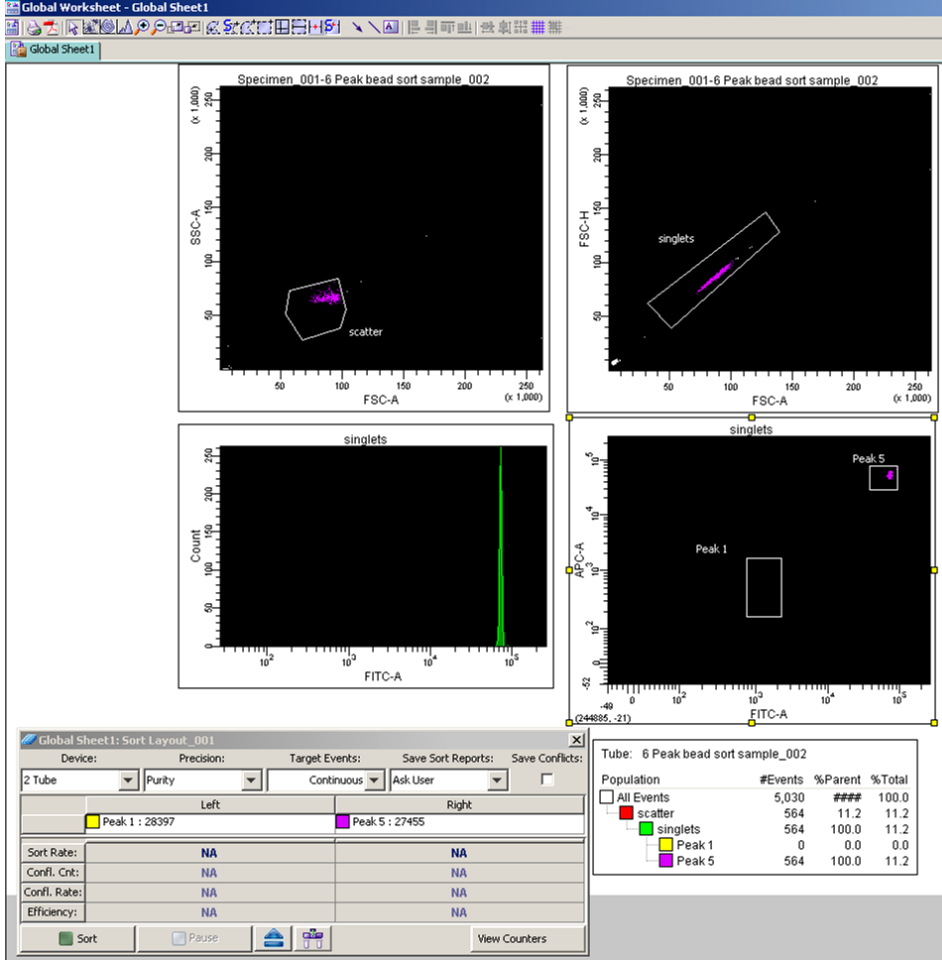 Global Worksheet - Global Sheet1
Global Sheet1
Specimen_001-6 Peak bead sort sample_002
(x 1,000)
250
200
150
100
50
SSC-A
scatter
50 100 150 200 250
FSC-A
(x 1,000)
Specimen_001-6 Peak bead sort sample_002
(x 1,000)
250
200
150
100
50
FSC-H
singlets
50 100 150 200 250
FSC-A
(x 1,000)
singlets
250
200
150
100
50
0
Count
10² 10³ 10⁴ 10⁵
FITC-A
singlets
10⁵
10⁴
10³
10²
0
-52
APC-A
Peak 5
Peak 1
-49 0 10² 10³ 10⁴ 10⁵
FITC-A
(244885, -21)
Global Sheet1: Sort Layout_001
Device: Precision: Target Events: Save Sort Reports: Save Conflicts:
2 Tube Purity Continuous Ask User
Left Right
Peak 1 : 28397 Peak 5 : 27455
Sort Rate: NA NA
Confl. Cnt: NA NA
Confl. Rate: NA NA
Efficiency: NA NA
Sort Pause View Counters
Tube: 6 Peak bead sort sample_002
Population #Events %Parent %Total
All Events 5,030 #### 100.0
scatter 564 11.2 11.2
singlets 564 100.0 11.2
Peak 1 0 0.0 0.0
Peak 5 564 100.0 11.2